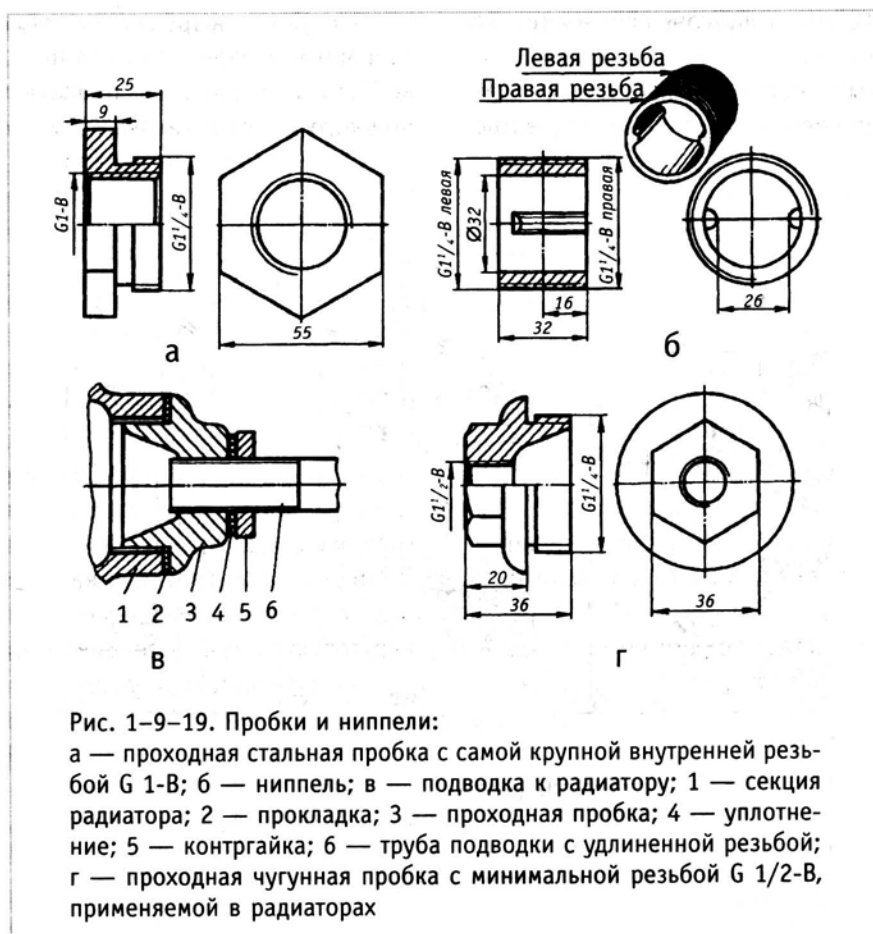 Левая резьба
Правая резьба
25
9
G1-B
G1¹/₄-B
55
а
G1¹/₄-B левая
Ø32
G1¹/₄-B правая
16
32
26
б
1 2 3 4 5 6
в
G1¹/₂-B
G1¹/₄-B
20
36
36
г
Рис. 1–9–19. Пробки и ниппели:
а — проходная стальная пробка с самой крупной внутренней резь-
бой G 1-B; б — ниппель; в — подводка к радиатору; 1 — секция
радиатора; 2 — прокладка; 3 — проходная пробка; 4 — уплотне-
ние; 5 — контргайка; 6 — труба подводки с удлиненной резьбой;
г — проходная чугунная пробка с минимальной резьбой G 1/2-B,
применяемой в радиаторах